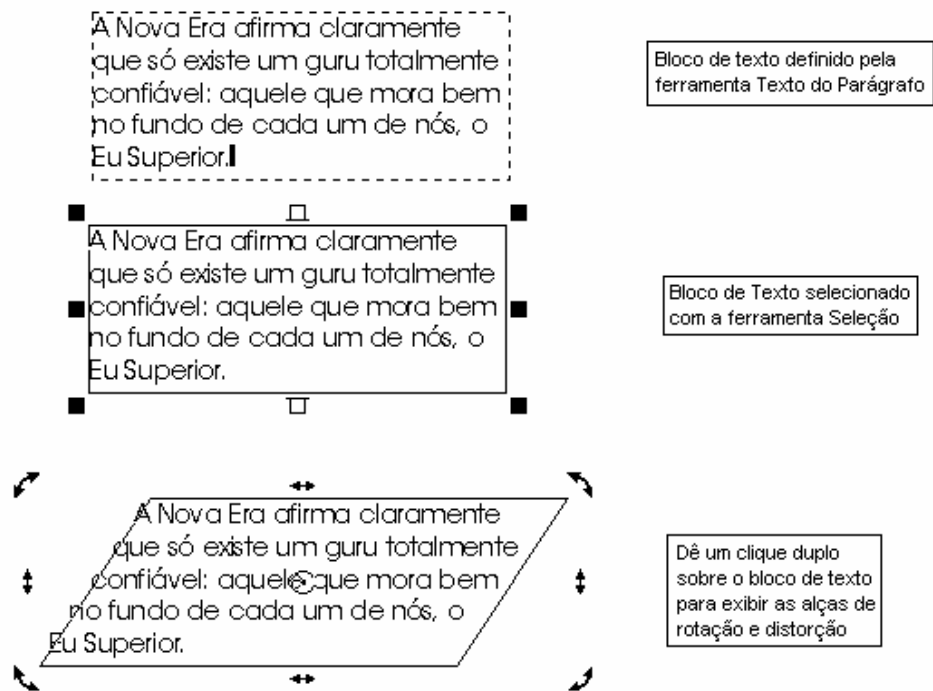 A Nova Era afirma claramente
que só existe um guru totalmente
confiável: aquele que mora bem
no fundo de cada um de nós, o
Eu Superior.
Bloco de texto definido pela
ferramenta Texto do Parágrafo
A Nova Era afirma claramente
que só existe um guru totalmente
confiável: aquele que mora bem
no fundo de cada um de nós, o
Eu Superior.
Bloco de Texto selecionado
com a ferramenta Seleção
A Nova Era afirma claramente
que só existe um guru totalmente
confiável: aquele que mora bem
no fundo de cada um de nós, o
Eu Superior.
Dê um clique duplo
sobre o bloco de texto
para exibir as alças de
rotação e distorção